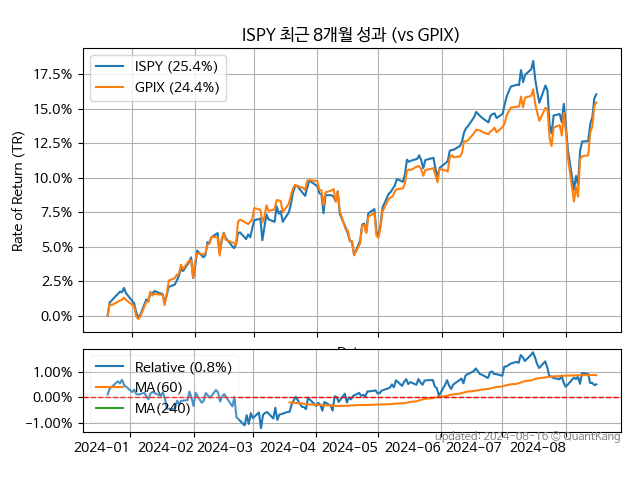 ISPY 최근 8개월 성과 (vs GPIX)
ISPY (25.4%)
GPIX (24.4%)
Rate of Return (TR)
17.5%
15.0%
12.5%
10.0%
7.5%
5.0%
2.5%
0.0%
Relative (0.8%)
MA(60)
MA(240)
1.00%
0.00%
−1.00%
2024−01 2024−02 2024−03 2024−04 2024−05 2024−06 2024−07 2024−08
Updated: 2024-08-16 © QuantKang